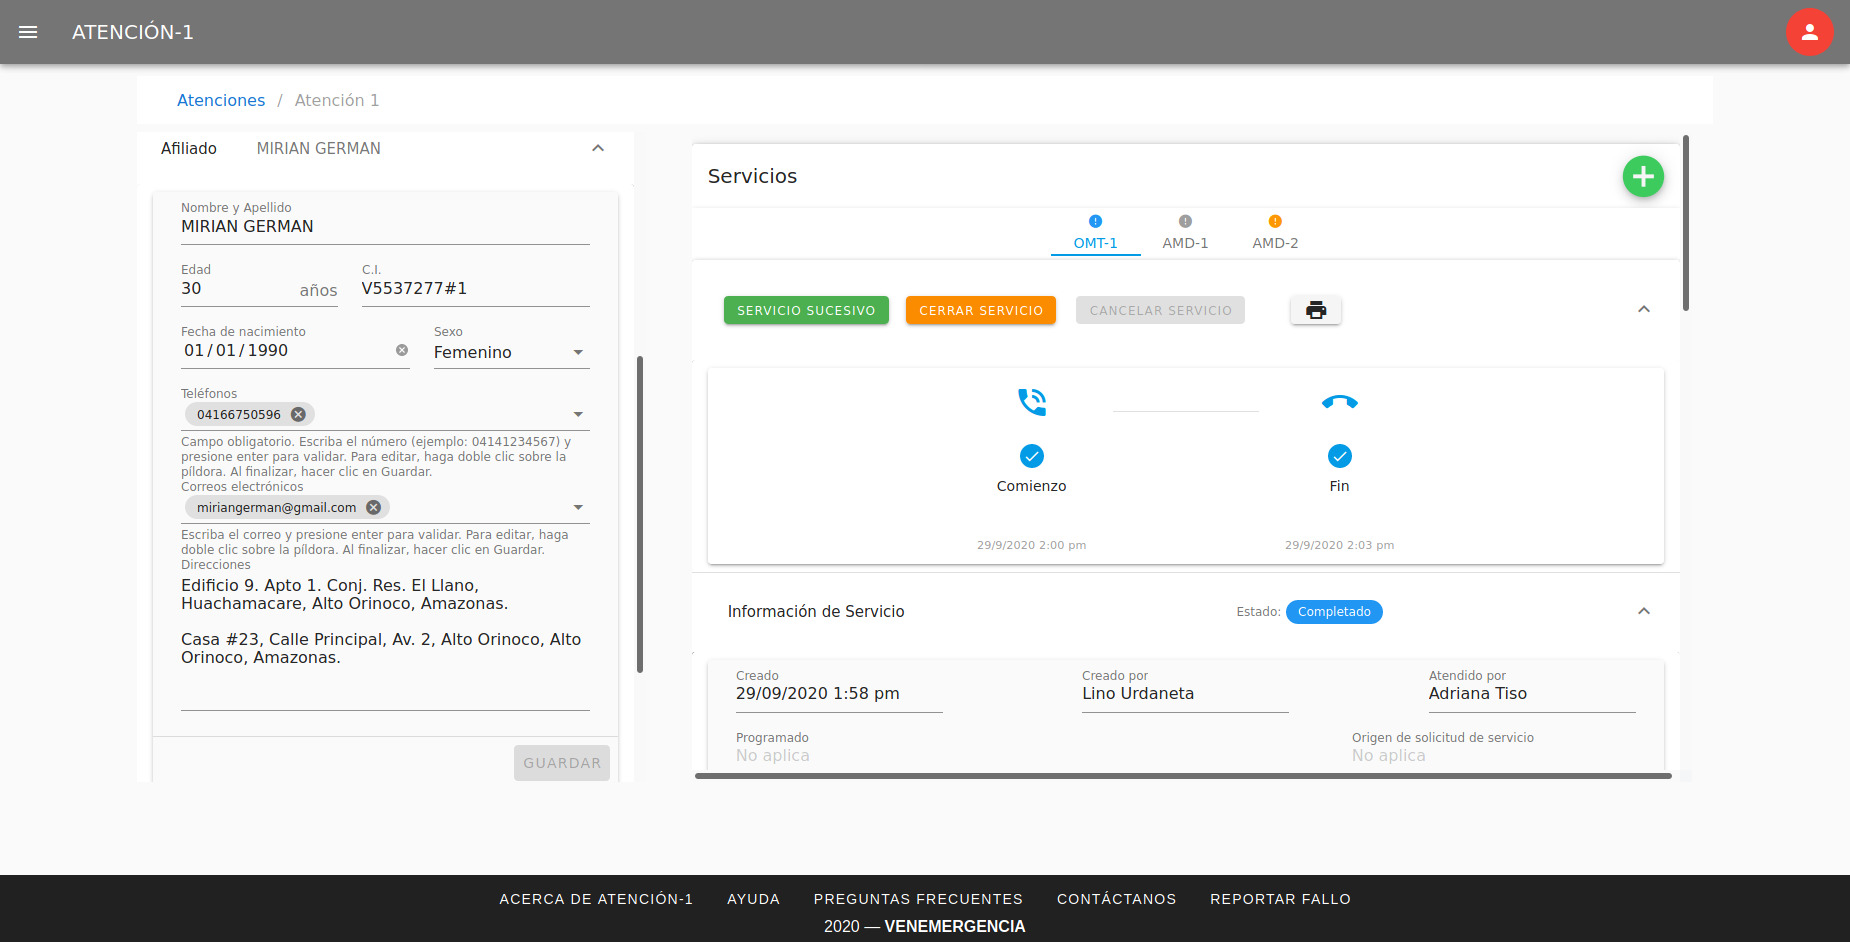 ATENCIÓN-1
Atenciones / Atención 1
Afiliado MIRIAN GERMAN
Nombre y Apellido
MIRIAN GERMAN
Edad
30 años
C.I.
V5537277#1
Fecha de nacimiento
01/01/1990
Sexo
Femenino
Teléfonos
04166750596
Campo obligatorio. Escriba el número (ejemplo: 04141234567) y
presione enter para validar. Para editar, haga doble clic sobre la
píldora. Al finalizar, hacer clic en Guardar.
Correos electrónicos
miriangerman@gmail.com
Escriba el correo y presione enter para validar. Para editar, haga
doble clic sobre la píldora. Al finalizar, hacer clic en Guardar.
Direcciones
Edificio 9. Apto 1. Conj. Res. El Llano,
Huachamacare, Alto Orinoco, Amazonas.
Casa #23, Calle Principal, Av. 2, Alto Orinoco, Alto
Orinoco, Amazonas.
GUARDAR
Servicios
OMT-1 AMD-1 AMD-2
SERVICIO SUCESIVO CERRAR SERVICIO CANCELAR SERVICIO
Comienzo Fin
29/9/2020 2:00 pm 29/9/2020 2:03 pm
Información de Servicio Estado: Completado
Creado
29/09/2020 1:58 pm
Creado por
Lino Urdaneta
Atendido por
Adriana Tiso
Programado
No aplica
Origen de solicitud de servicio
No aplica
ACERCA DE ATENCIÓN-1 AYUDA PREGUNTAS FRECUENTES CONTÁCTANOS REPORTAR FALLO
2020 — VENEMERGENCIA